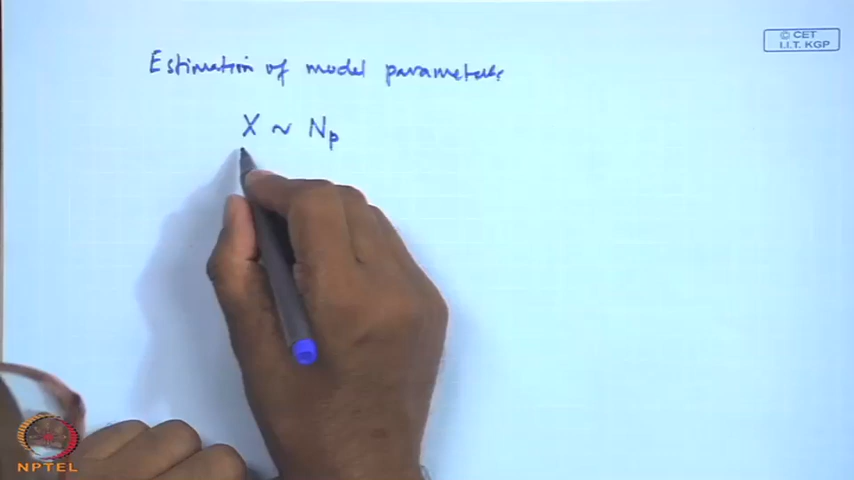 © CET
I.I.T. KGP
Estimation of model parameters
X ~ Np
NPTEL